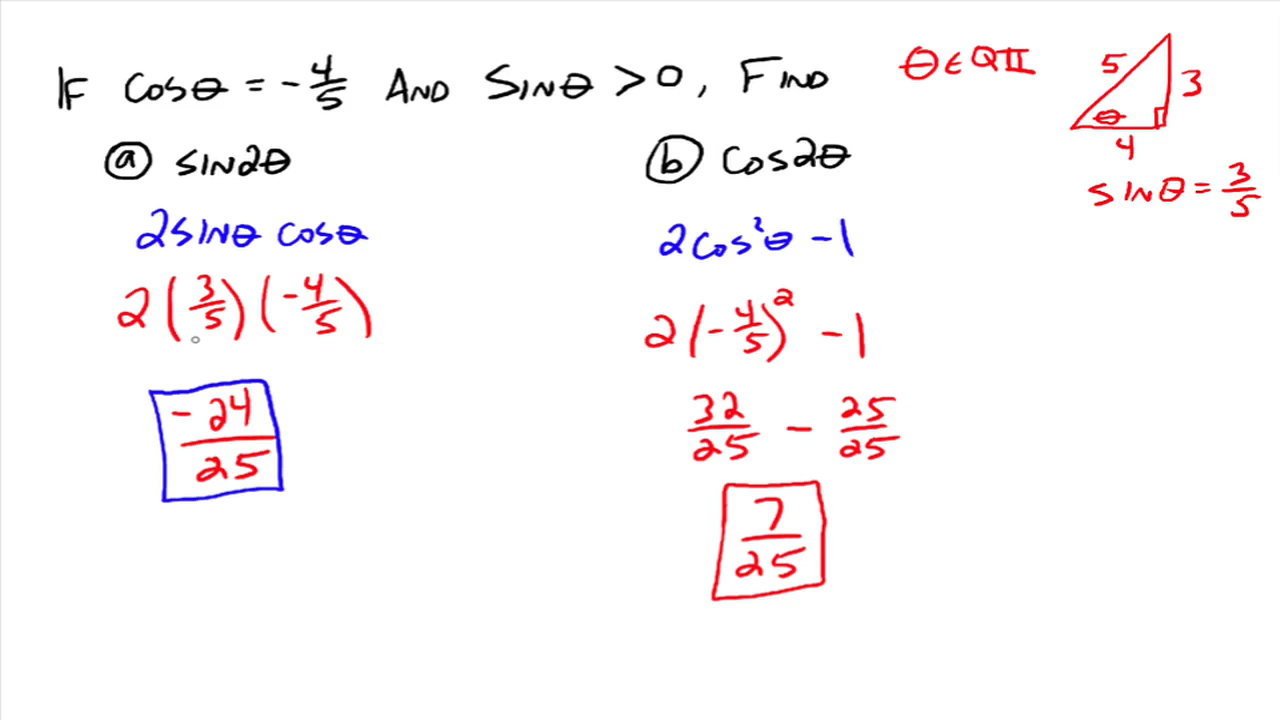 IF COSθ = -4/5 AND SINθ > 0, FIND
θ ∈ QII
5
3
θ
4
SINθ = 3/5
(a) SIN2θ
2SINθ COSθ
2(3/5)(-4/5)
-24/25
(b) COS2θ
2COS²θ - 1
2(-4/5)² - 1
32/25 - 25/25
7/25